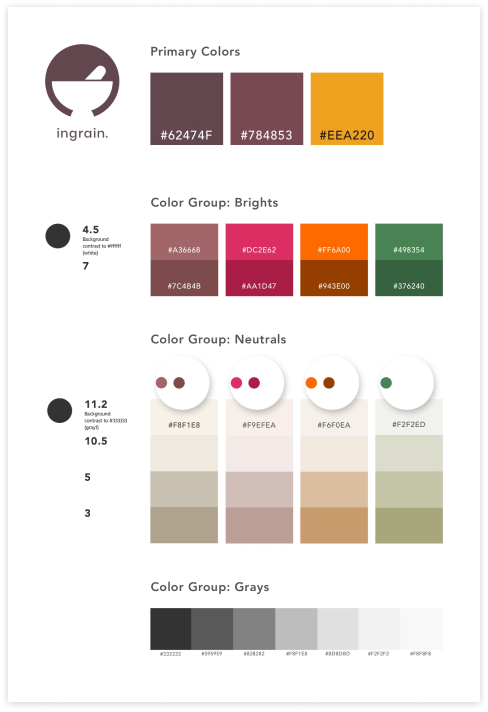 Primary Colors
ingrain.
#62474F
#784853
#EEA220
Color Group: Brights
4.5
Background
contrast to #ffffff
(white)
7
#A36668
#DC2E62
#FF6A00
#498354
#7C4B4B
#AA1D47
#943E00
#376240
Color Group: Neutrals
11.2
Background
contrast to #333333
(gray1)
10.5
5
3
#F8F1E8
#F9EFEA
#F6F0EA
#F2F2ED
Color Group: Grays
#333333
#595959
#828282
#F8F1E8
#BDBDBD
#F2F2F2
#F8F8F8